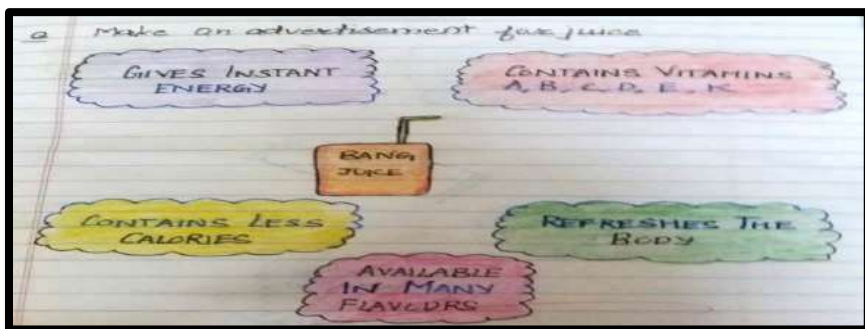 Q Make an advertisement for juice
GIVES INSTANT
ENERGY
CONTAINS VITAMINS
A, B, C, D, E, K
BANG
JUICE
CONTAINS LESS
CALORIES
REFRESHES THE
BODY
AVAILABLE
IN MANY
FLAVOURS